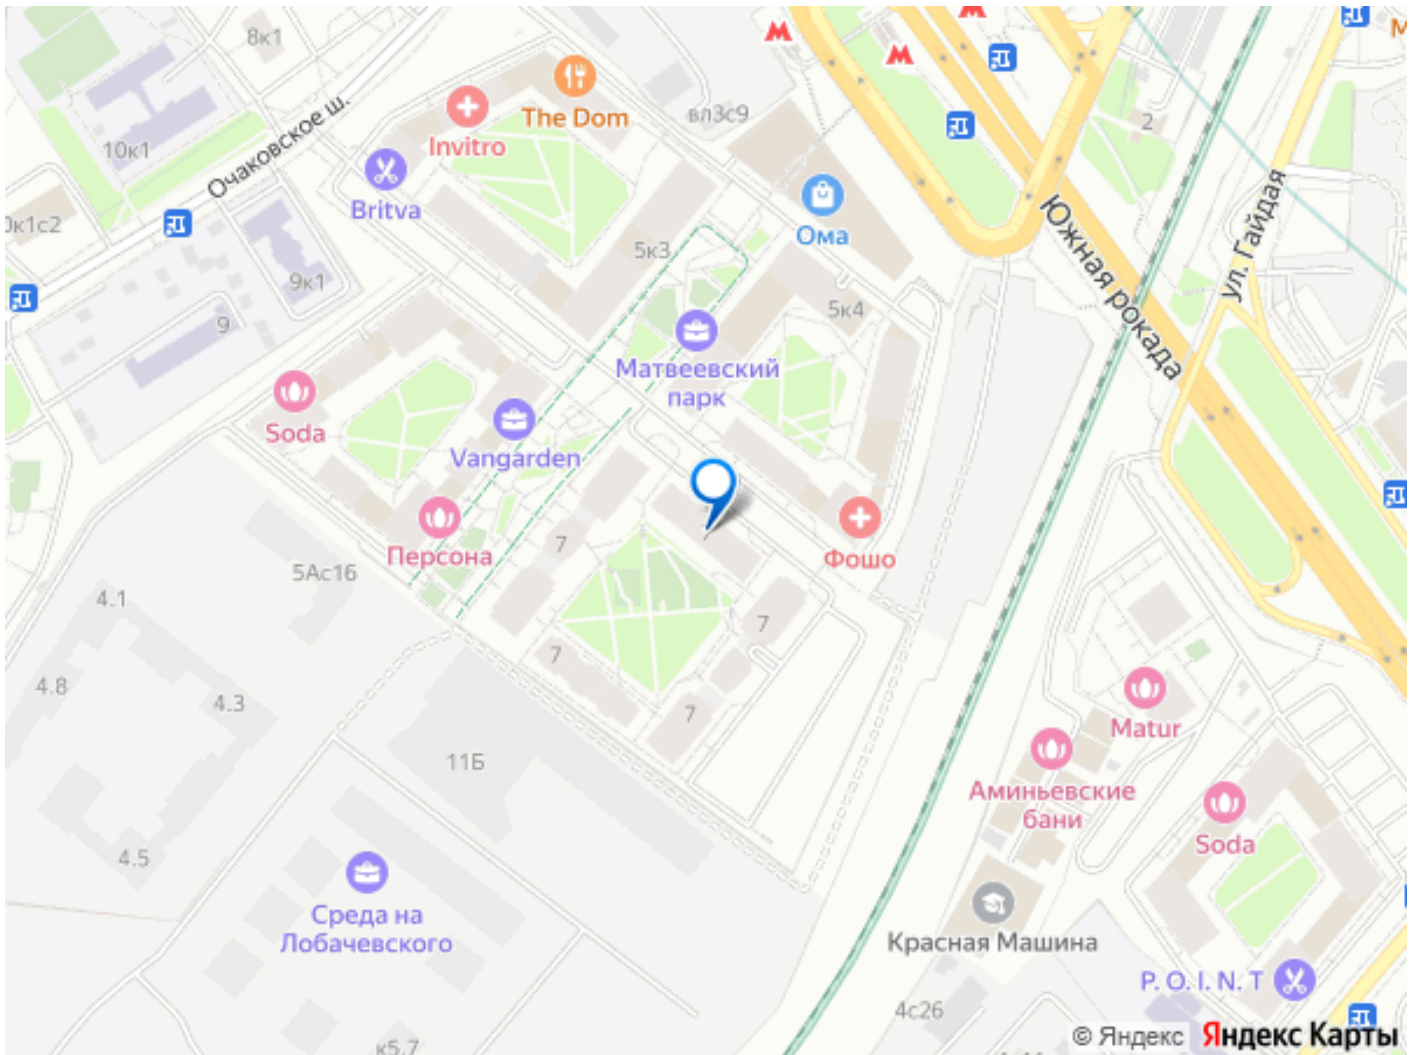 8к1
The Dom
вл3с9
2
Invitro
Очаковское ш.
10к1
Britva
Ома
ул. Гайдая
Южная рокада
5к3
9к1
5к4
9
Матвеевский
парк
Soda
Vangarden
Персона
7
Фошо
5Ас16
4.1
7
7
4.8
4.3
7
Matur
11Б
Аминьевские
бани
Soda
4.5
Среда на
Лобачевского
Красная Машина
P. O. I. N. T
4с26
к5.7
© Яндекс Яндекс Карты